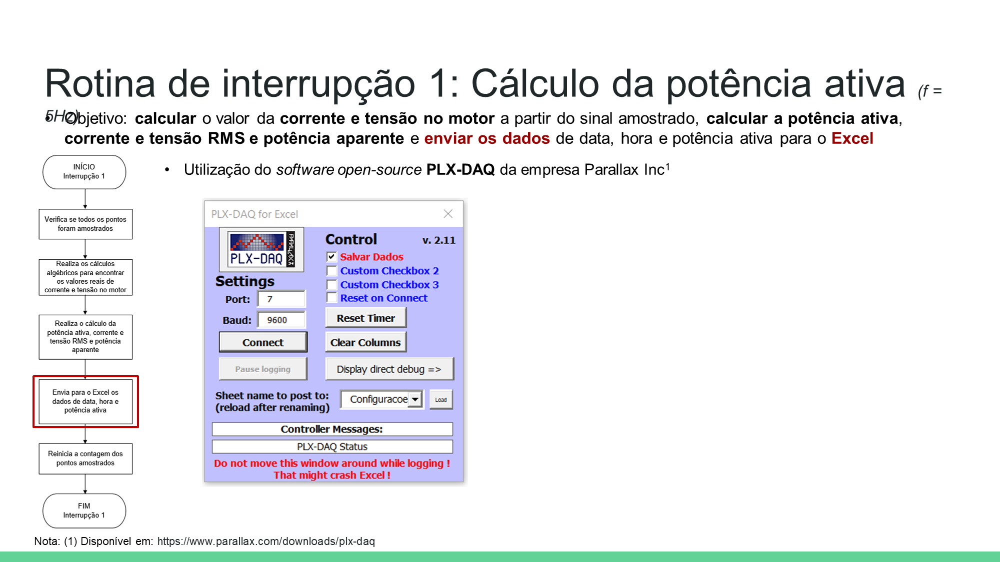 Rotina de interrupção 1: Cálculo da potência ativa (f =
5Hz)
• Objetivo: calcular o valor da corrente e tensão no motor a partir do sinal amostrado, calcular a potência ativa,
corrente e tensão RMS e potência aparente e enviar os dados de data, hora e potência ativa para o Excel
INÍCIO
Interrupção 1
Verifica se todos os pontos
foram amostrados
Realiza os cálculos
algébricos para encontrar
os valores reais de
corrente e tensão no motor
Realiza o cálculo da
potência ativa, corrente e
tensão RMS e potência
aparente
Envia para o Excel os
dados de data, hora e
potência ativa
Reinicia a contagem dos
pontos amostrados
FIM
Interrupção 1
• Utilização do software open-source PLX-DAQ da empresa Parallax Inc¹
PLX-DAQ for Excel
PLX-DAQ
PARALLAX
Control v. 2.11
Salvar Dados
Custom Checkbox 2
Custom Checkbox 3
Reset on Connect
Settings
Port: 7
Baud: 9600
Reset Timer
Connect
Clear Columns
Pause logging
Display direct debug =>
Sheet name to post to:
(reload after renaming)
Configuracoe
Load
Controller Messages:
PLX-DAQ Status
Do not move this window around while logging !
That might crash Excel !
Nota: (1) Disponível em: https://www.parallax.com/downloads/plx-daq